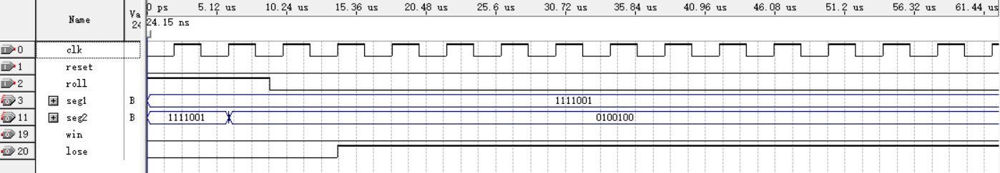 Name
Va
24
0 ps 5.12 us 10.24 us 15.36 us 20.48 us 25.6 us 30.72 us 35.84 us 40.96 us 46.08 us 51.2 us 56.32 us 61.44 us
24.15 ns
0 clk
1 reset
2 roll
3 seg1 B 1111001
11 seg2 B 1111001 0100100
19 win
20 lose